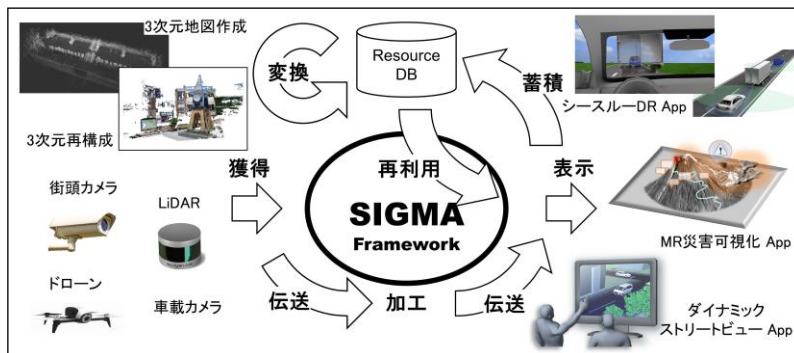 3次元地図作成
3次元再構成
街頭カメラ
LiDAR
ドローン
車載カメラ
獲得
伝送
変換
Resource
DB
再利用
SIGMA
Framework
加工
蓄積
表示
伝送
シースルーDR App
MR災害可視化 App
ダイナミック
ストリートビュー App